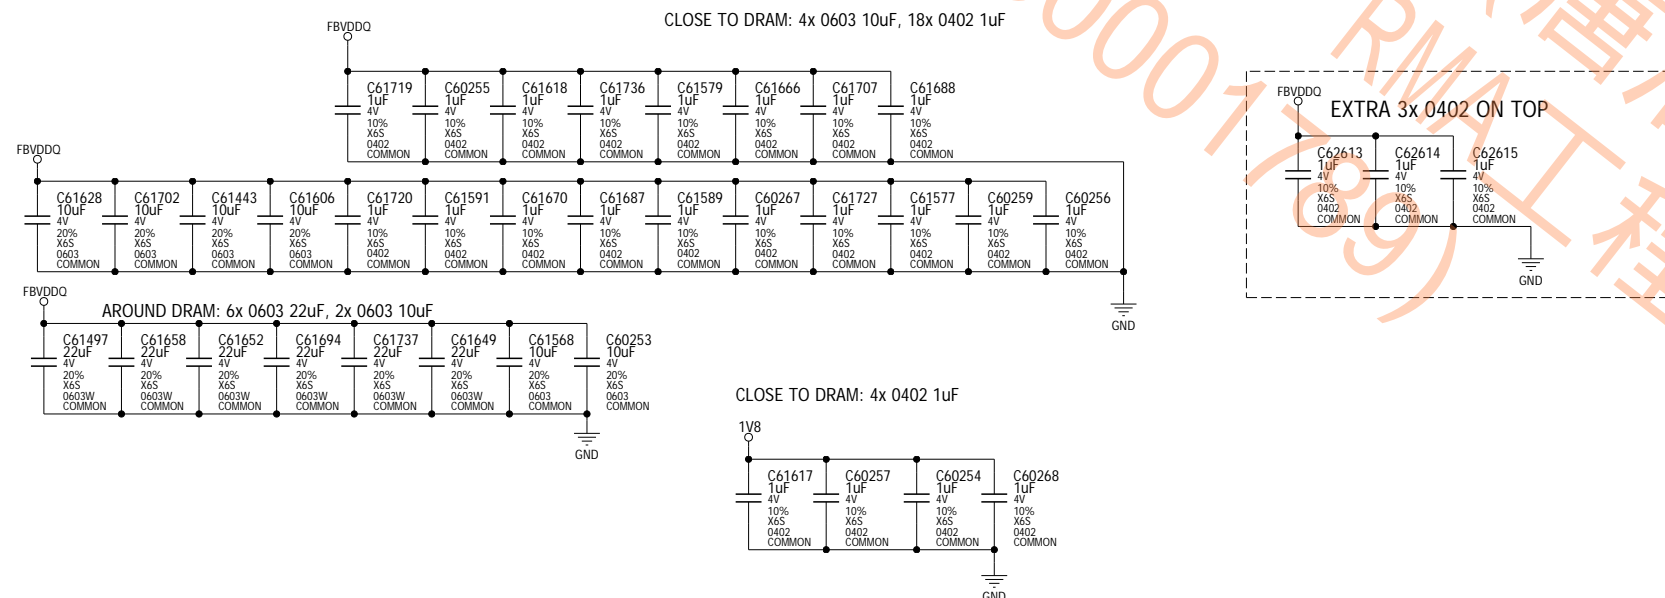 CLOSE TO DRAM: 4x 0603 10uF, 18x 0402 1uF
FBVDDQ
C61719 C60255 C61618 C61736 C61579 C61666 C61707 C61688
1uF 1uF 1uF 1uF 1uF 1uF 1uF 1uF
4V 4V 4V 4V 4V 4V 4V 4V
10% 10% 10% 10% 10% 10% 10% 10%
X6S X6S X6S X6S X6S X6S X6S X6S
0402 0402 0402 0402 0402 0402 0402 0402
COMMON COMMON COMMON COMMON COMMON COMMON COMMON COMMON
FBVDDQ
C61628 C61702 C61443 C61606 C61720 C61591 C61670 C61687 C61589 C60267 C61727 C61577 C60259 C60256
10uF 10uF 10uF 10uF 1uF 1uF 1uF 1uF 1uF 1uF 1uF 1uF 1uF 1uF
4V 4V 4V 4V 4V 4V 4V 4V 4V 4V 4V 4V 4V 4V
20% 20% 20% 20% 10% 10% 10% 10% 10% 10% 10% 10% 10% 10%
X6S X6S X6S X6S X6S X6S X6S X6S X6S X6S X6S X6S X6S X6S
0603 0603 0603 0603 0402 0402 0402 0402 0402 0402 0402 0402 0402 0402
COMMON COMMON COMMON COMMON COMMON COMMON COMMON COMMON COMMON COMMON COMMON COMMON COMMON COMMON
GND
FBVDDQ
AROUND DRAM: 6x 0603 22uF, 2x 0603 10uF
C61497 C61658 C61652 C61694 C61737 C61649 C61568 C60253
22uF 22uF 22uF 22uF 22uF 22uF 10uF 10uF
4V 4V 4V 4V 4V 4V 4V 4V
20% 20% 20% 20% 20% 20% 20% 20%
X6S X6S X6S X6S X6S X6S X6S X6S
0603W 0603W 0603W 0603W 0603W 0603W 0603 0603
COMMON COMMON COMMON COMMON COMMON COMMON COMMON COMMON
GND
CLOSE TO DRAM: 4x 0402 1uF
1V8
C61617 C60257 C60254 C60268
1uF 1uF 1uF 1uF
4V 4V 4V 4V
10% 10% 10% 10%
X6S X6S X6S X6S
0402 0402 0402 0402
COMMON COMMON COMMON COMMON
GND
FBVDDQ
EXTRA 3x 0402 ON TOP
C62613 C62614 C62615
1uF 1uF 1uF
4V 4V 4V
10% 10% 10%
X6S X6S X6S
0402 0402 0402
COMMON COMMON COMMON
GND
RMA工程
0001789)